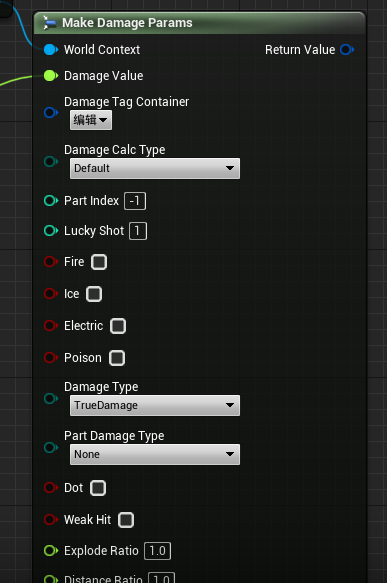 Make Damage Params
World Context
Return Value
Damage Value
Damage Tag Container
编辑
Damage Calc Type
Default
Part Index -1
Lucky Shot 1
Fire
Ice
Electric
Poison
Damage Type
TrueDamage
Part Damage Type
None
Dot
Weak Hit
Explode Ratio 1.0
Distance Ratio 1.0